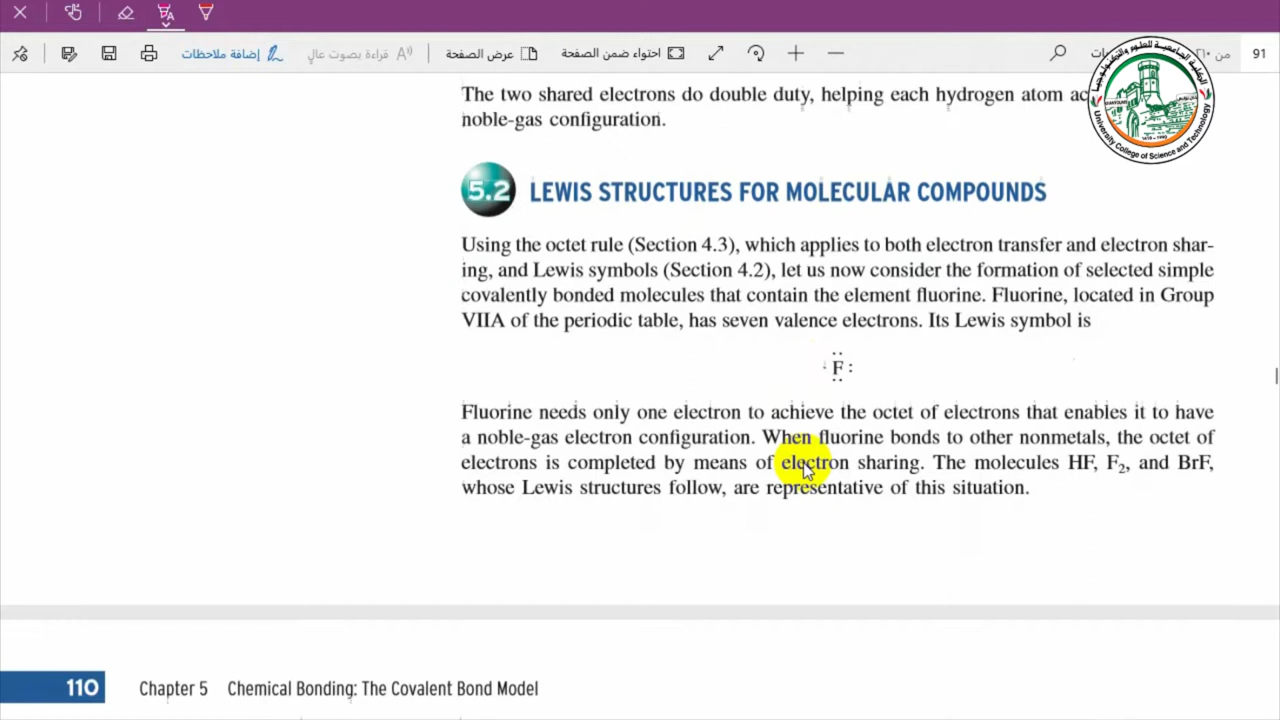 إضافة ملاحظات
قراءة بصوت عالٍ
عرض الصفحة
احتواء ضمن الصفحة
من
91
The two shared electrons do double duty, helping each hydrogen atom ac
noble-gas configuration.
University College of Science and Technology
5.2 LEWIS STRUCTURES FOR MOLECULAR COMPOUNDS
Using the octet rule (Section 4.3), which applies to both electron transfer and electron shar-
ing, and Lewis symbols (Section 4.2), let us now consider the formation of selected simple
covalently bonded molecules that contain the element fluorine. Fluorine, located in Group
VIIA of the periodic table, has seven valence electrons. Its Lewis symbol is
F
Fluorine needs only one electron to achieve the octet of electrons that enables it to have
a noble-gas electron configuration. When fluorine bonds to other nonmetals, the octet of
electrons is completed by means of electron sharing. The molecules HF, F₂, and BrF,
whose Lewis structures follow, are representative of this situation.
110 Chapter 5 Chemical Bonding: The Covalent Bond Model